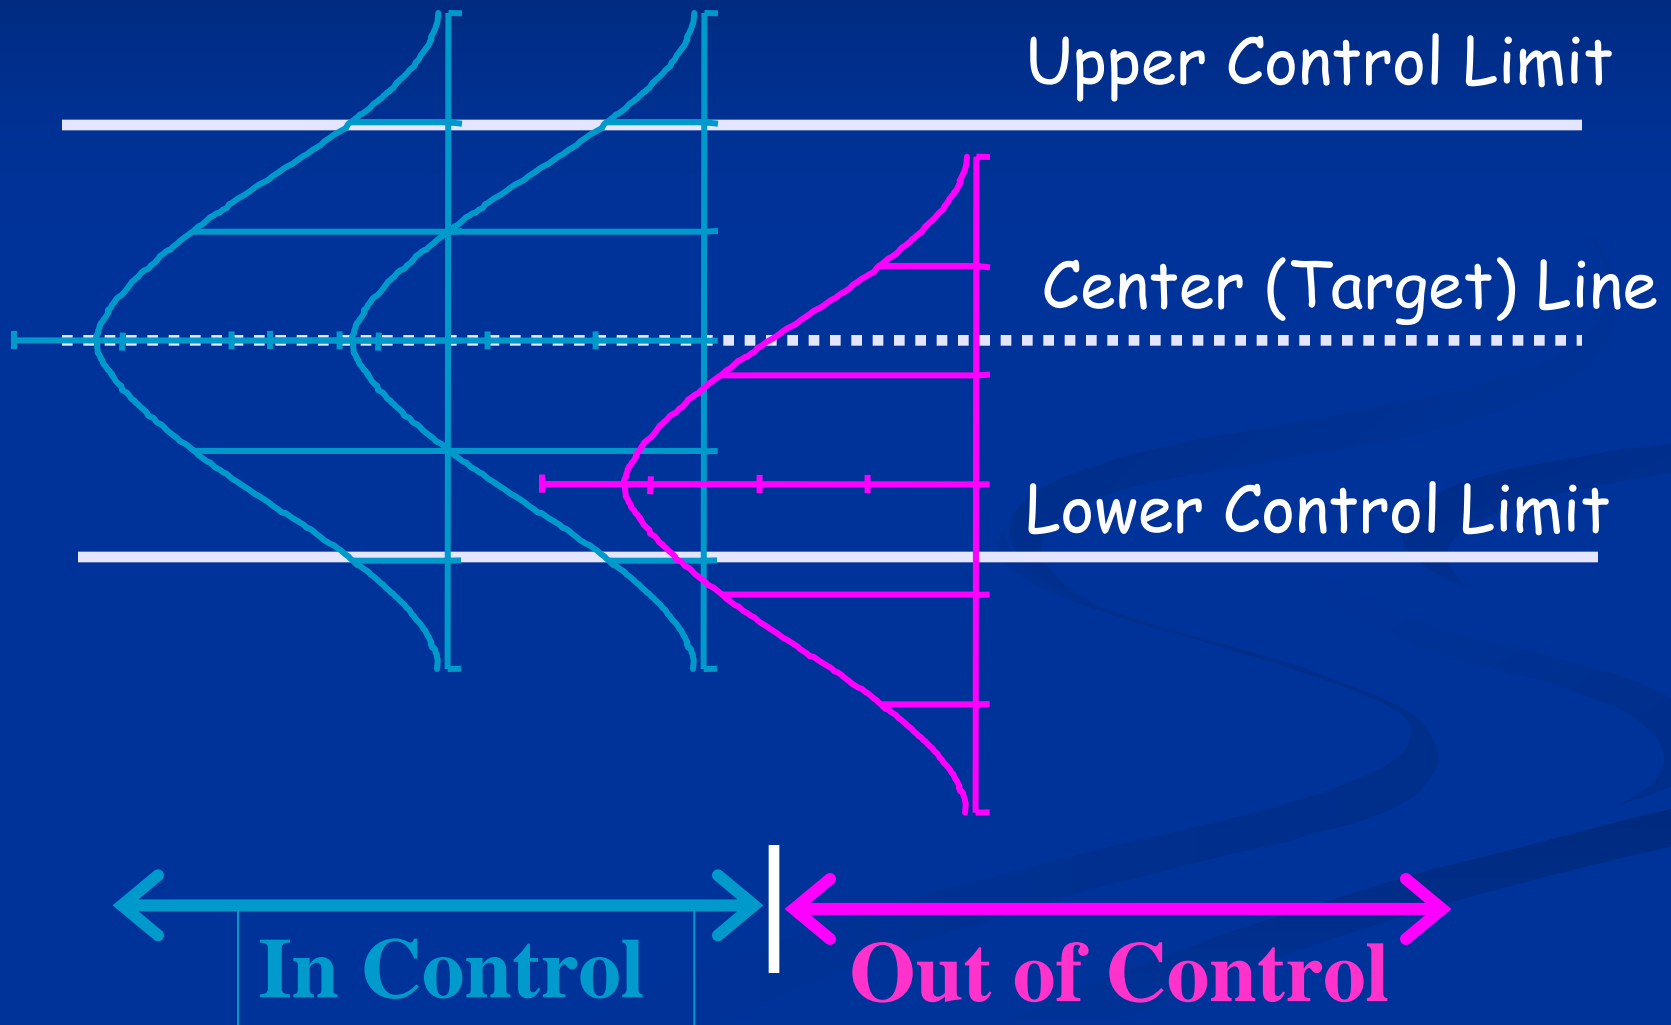 Upper Control Limit
Center (Target) Line
Lower Control Limit
In Control
Out of Control